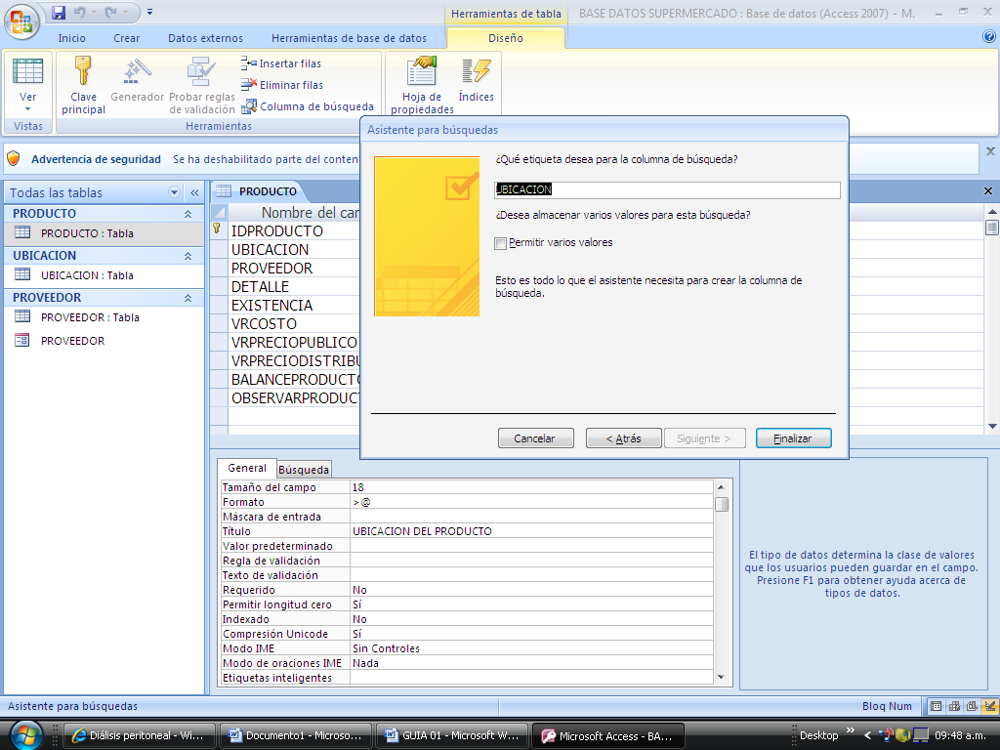 Herramientas de tabla
BASE DATOS SUPERMERCADO : Base de datos (Access 2007) - M.
Inicio
Crear
Datos externos
Herramientas de base de datos
Diseño
Ver
Vistas
Clave principal
Generador
Probar reglas de validación
Insertar filas
Eliminar filas
Columna de búsqueda
Herramientas
Hoja de propiedades
Índices
Advertencia de seguridad
Se ha deshabilitado parte del conten
Asistente para búsquedas
¿Qué etiqueta desea para la columna de búsqueda?
UBICACION
¿Desea almacenar varios valores para esta búsqueda?
Permitir varios valores
Esto es todo lo que el asistente necesita para crear la columna de
búsqueda.
Cancelar
< Atrás
Siguiente >
Finalizar
Todas las tablas
PRODUCTO
PRODUCTO : Tabla
UBICACION
UBICACION : Tabla
PROVEEDOR
PROVEEDOR : Tabla
PROVEEDOR
PRODUCTO
Nombre del car
IDPRODUCTO
UBICACION
PROVEEDOR
DETALLE
EXISTENCIA
VRCOSTO
VRPRECIOPUBLICO
VRPRECIODISTRIBU
BALANCEPRODUCTO
OBSERVARPRODUCT
General
Búsqueda
Tamaño del campo 18
Formato >@
Máscara de entrada
Título UBICACION DEL PRODUCTO
Valor predeterminado
Regla de validación
Texto de validación
Requerido No
Permitir longitud cero Sí
Indexado No
Compresión Unicode Sí
Modo IME Sin Controles
Modo de oraciones IME Nada
Etiquetas inteligentes
El tipo de datos determina la clase de valores
que los usuarios pueden guardar en el campo.
Presione F1 para obtener ayuda acerca de
tipos de datos.
Asistente para búsquedas
Bloq Num
Diálisis peritoneal - Wi...
Documento1 - Microso...
GUIA 01 - Microsoft W...
Microsoft Access - BA...
Desktop
09:48 a.m.